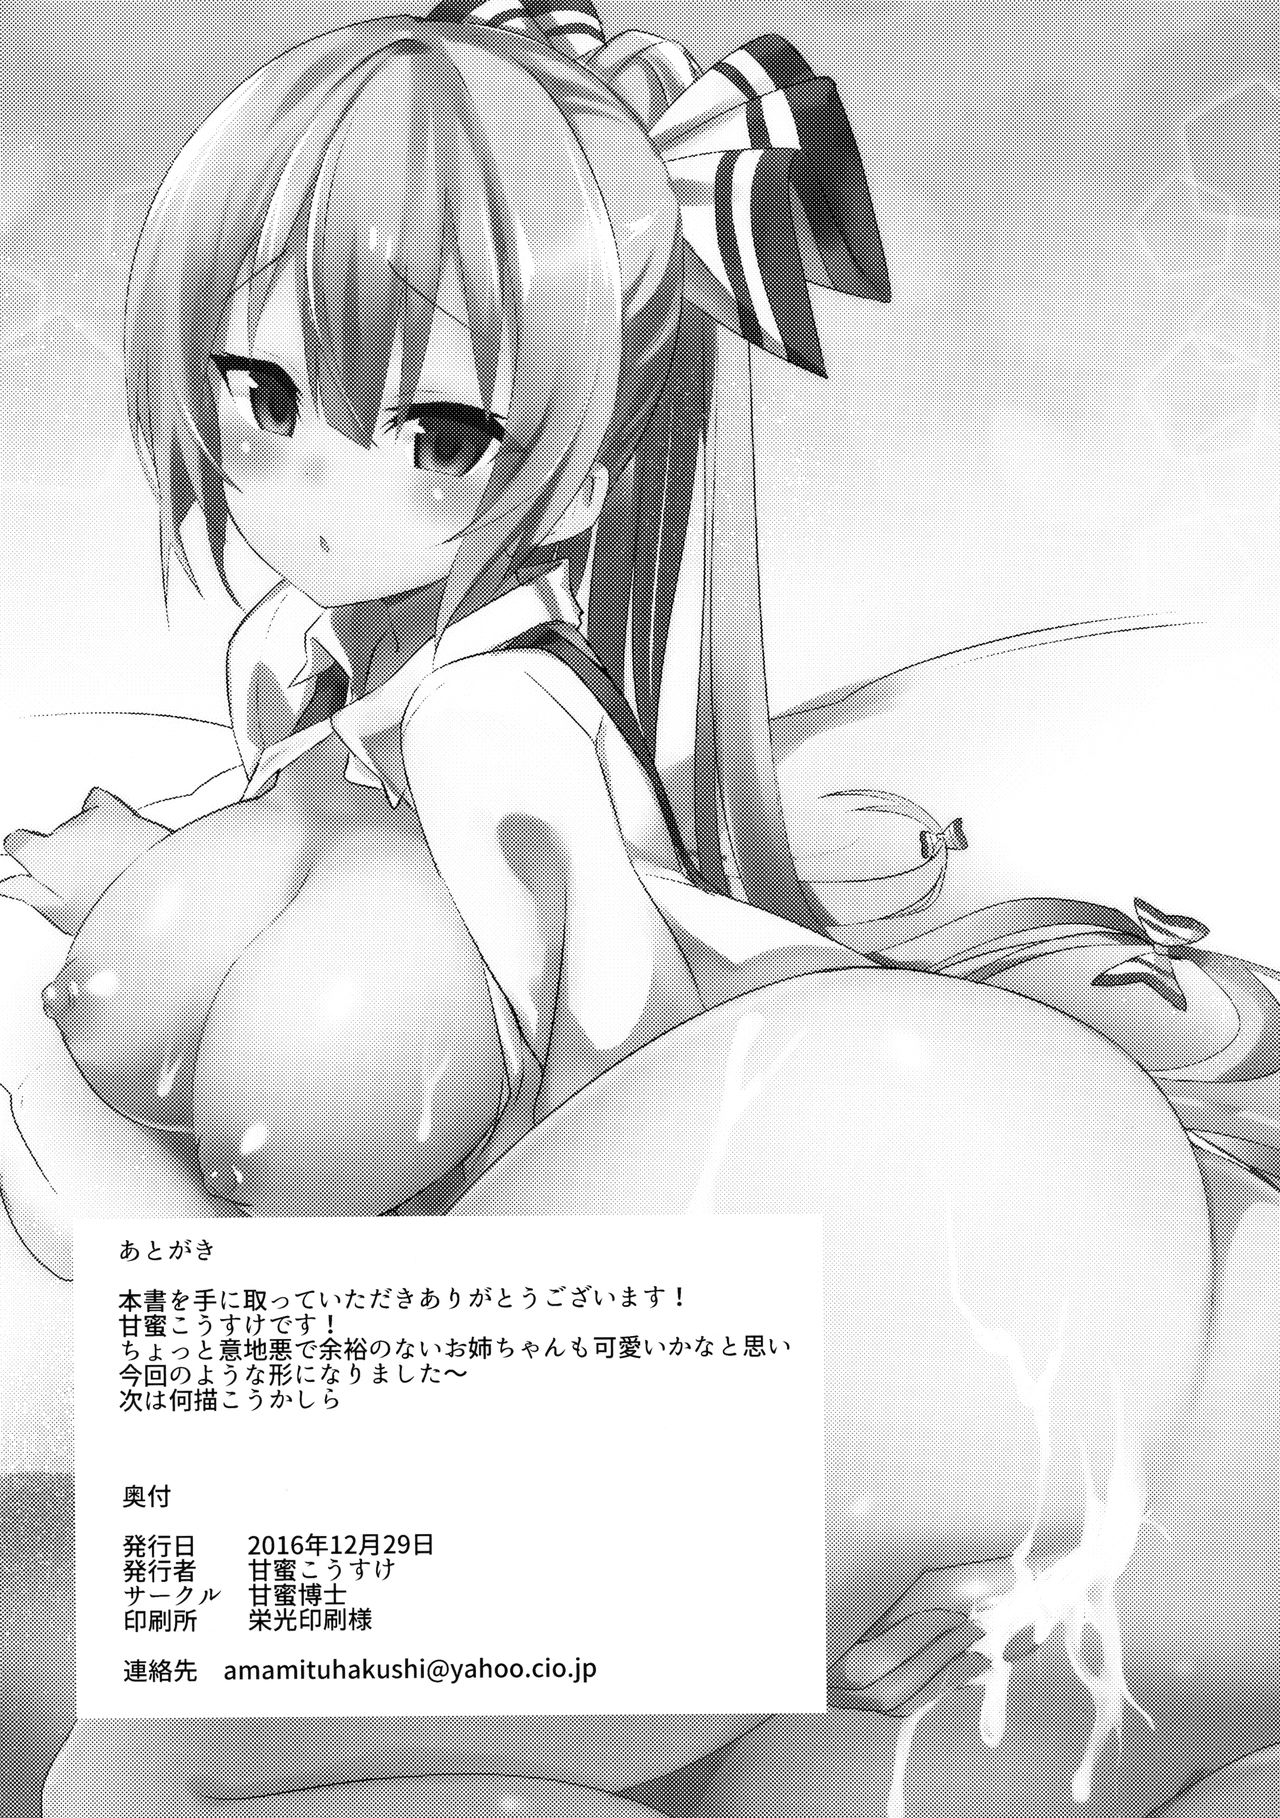 あとがき
本書を手に取っていただきありがとうございます！
甘蜜こうすけです！
ちょっと意地悪で余裕のないお姉ちゃんも可愛いかなと思い
今回のような形になりました～
次は何描こうかしら
奥付
発行日 2016年12月29日
発行者 甘蜜こうすけ
サークル 甘蜜博士
印刷所 栄光印刷様
連絡先 amamituhakushi@yahoo.cio.jp